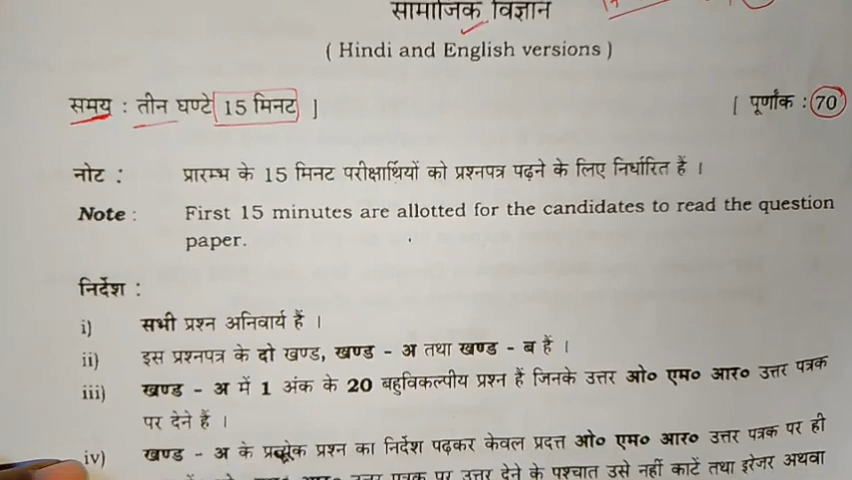 सामाजिक विज्ञान
( Hindi and English versions )
समय : तीन घण्टे 15 मिनट ] [ पूर्णांक : 70
नोट : प्रारम्भ के 15 मिनट परीक्षार्थियों को प्रश्नपत्र पढ़ने के लिए निर्धारित हैं ।
Note : First 15 minutes are allotted for the candidates to read the question
paper.
निर्देश :
i) सभी प्रश्न अनिवार्य हैं ।
ii) इस प्रश्नपत्र के दो खण्ड, खण्ड - अ तथा खण्ड - ब हैं ।
iii) खण्ड - अ में 1 अंक के 20 बहुविकल्पीय प्रश्न हैं जिनके उत्तर ओ० एम० आर० उत्तर पत्रक
पर देने हैं ।
iv) खण्ड - अ के प्रत्येक प्रश्न का निर्देश पढ़कर केवल प्रदत्त ओ० एम० आर० उत्तर पत्रक पर ही
उत्तर पत्रक पर उत्तर देने के पश्चात उसे नहीं काटें तथा इरेजर अथवा